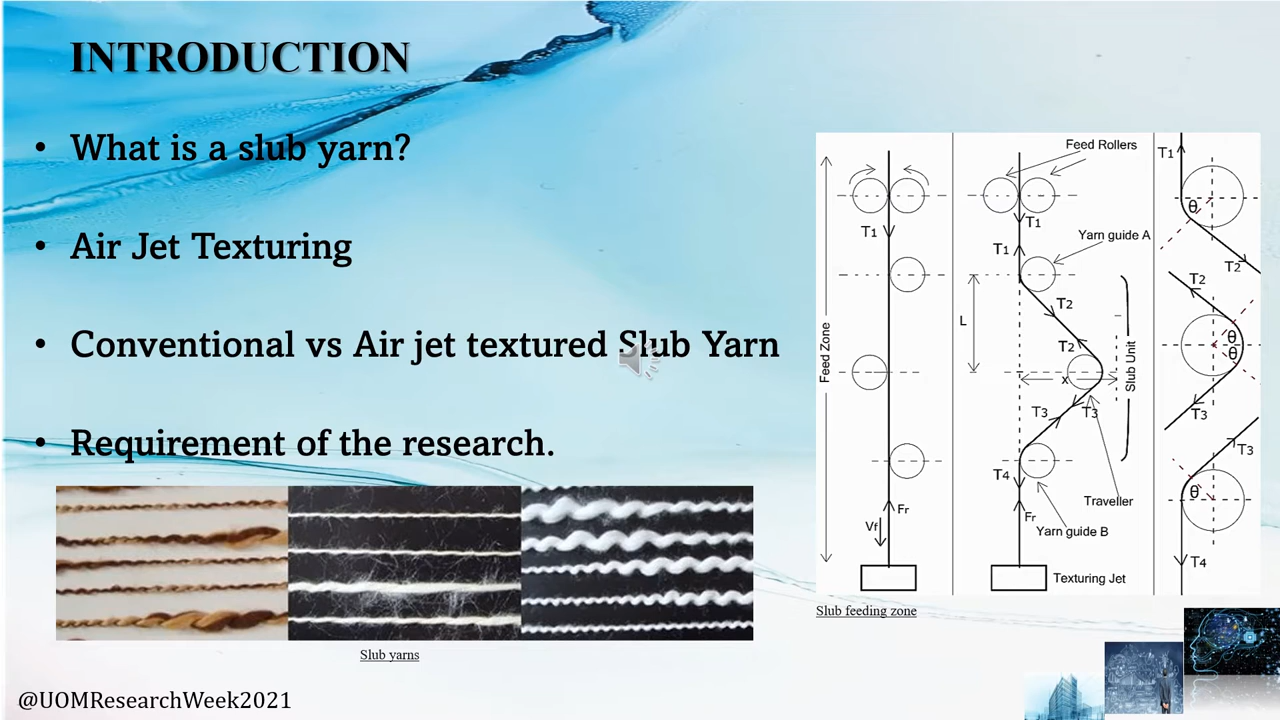 INTRODUCTION
• What is a slub yarn?
• Air Jet Texturing
• Conventional vs Air jet textured Slub Yarn
• Requirement of the research.
Slub yarns
@UOMResearchWeek2021
Feed Zone
T1
Fr
Vf
Feed Rollers
T1
T1
Yarn guide A
L
T2
T2
x
Slub Unit
T3
T3
T4
Traveller
Fr
Yarn guide B
Texturing Jet
T1
θ
T2
T2
θ
θ
T3
T3
θ
T4
Slub feeding zone